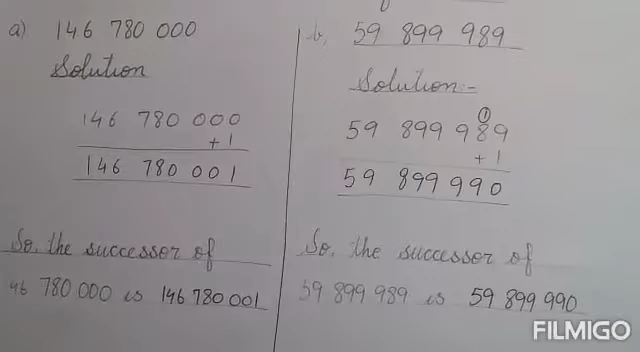 a) 146 780 000
Solution
146 780 000
+ 1
146 780 001
So, the successor of
46 780 000 is 146 780 001
b, 59 899 989
Solution:-
1
59 899 989
+ 1
59 899 990
So, the successor of
59 899 989 is 59 899 990
FILMIGO